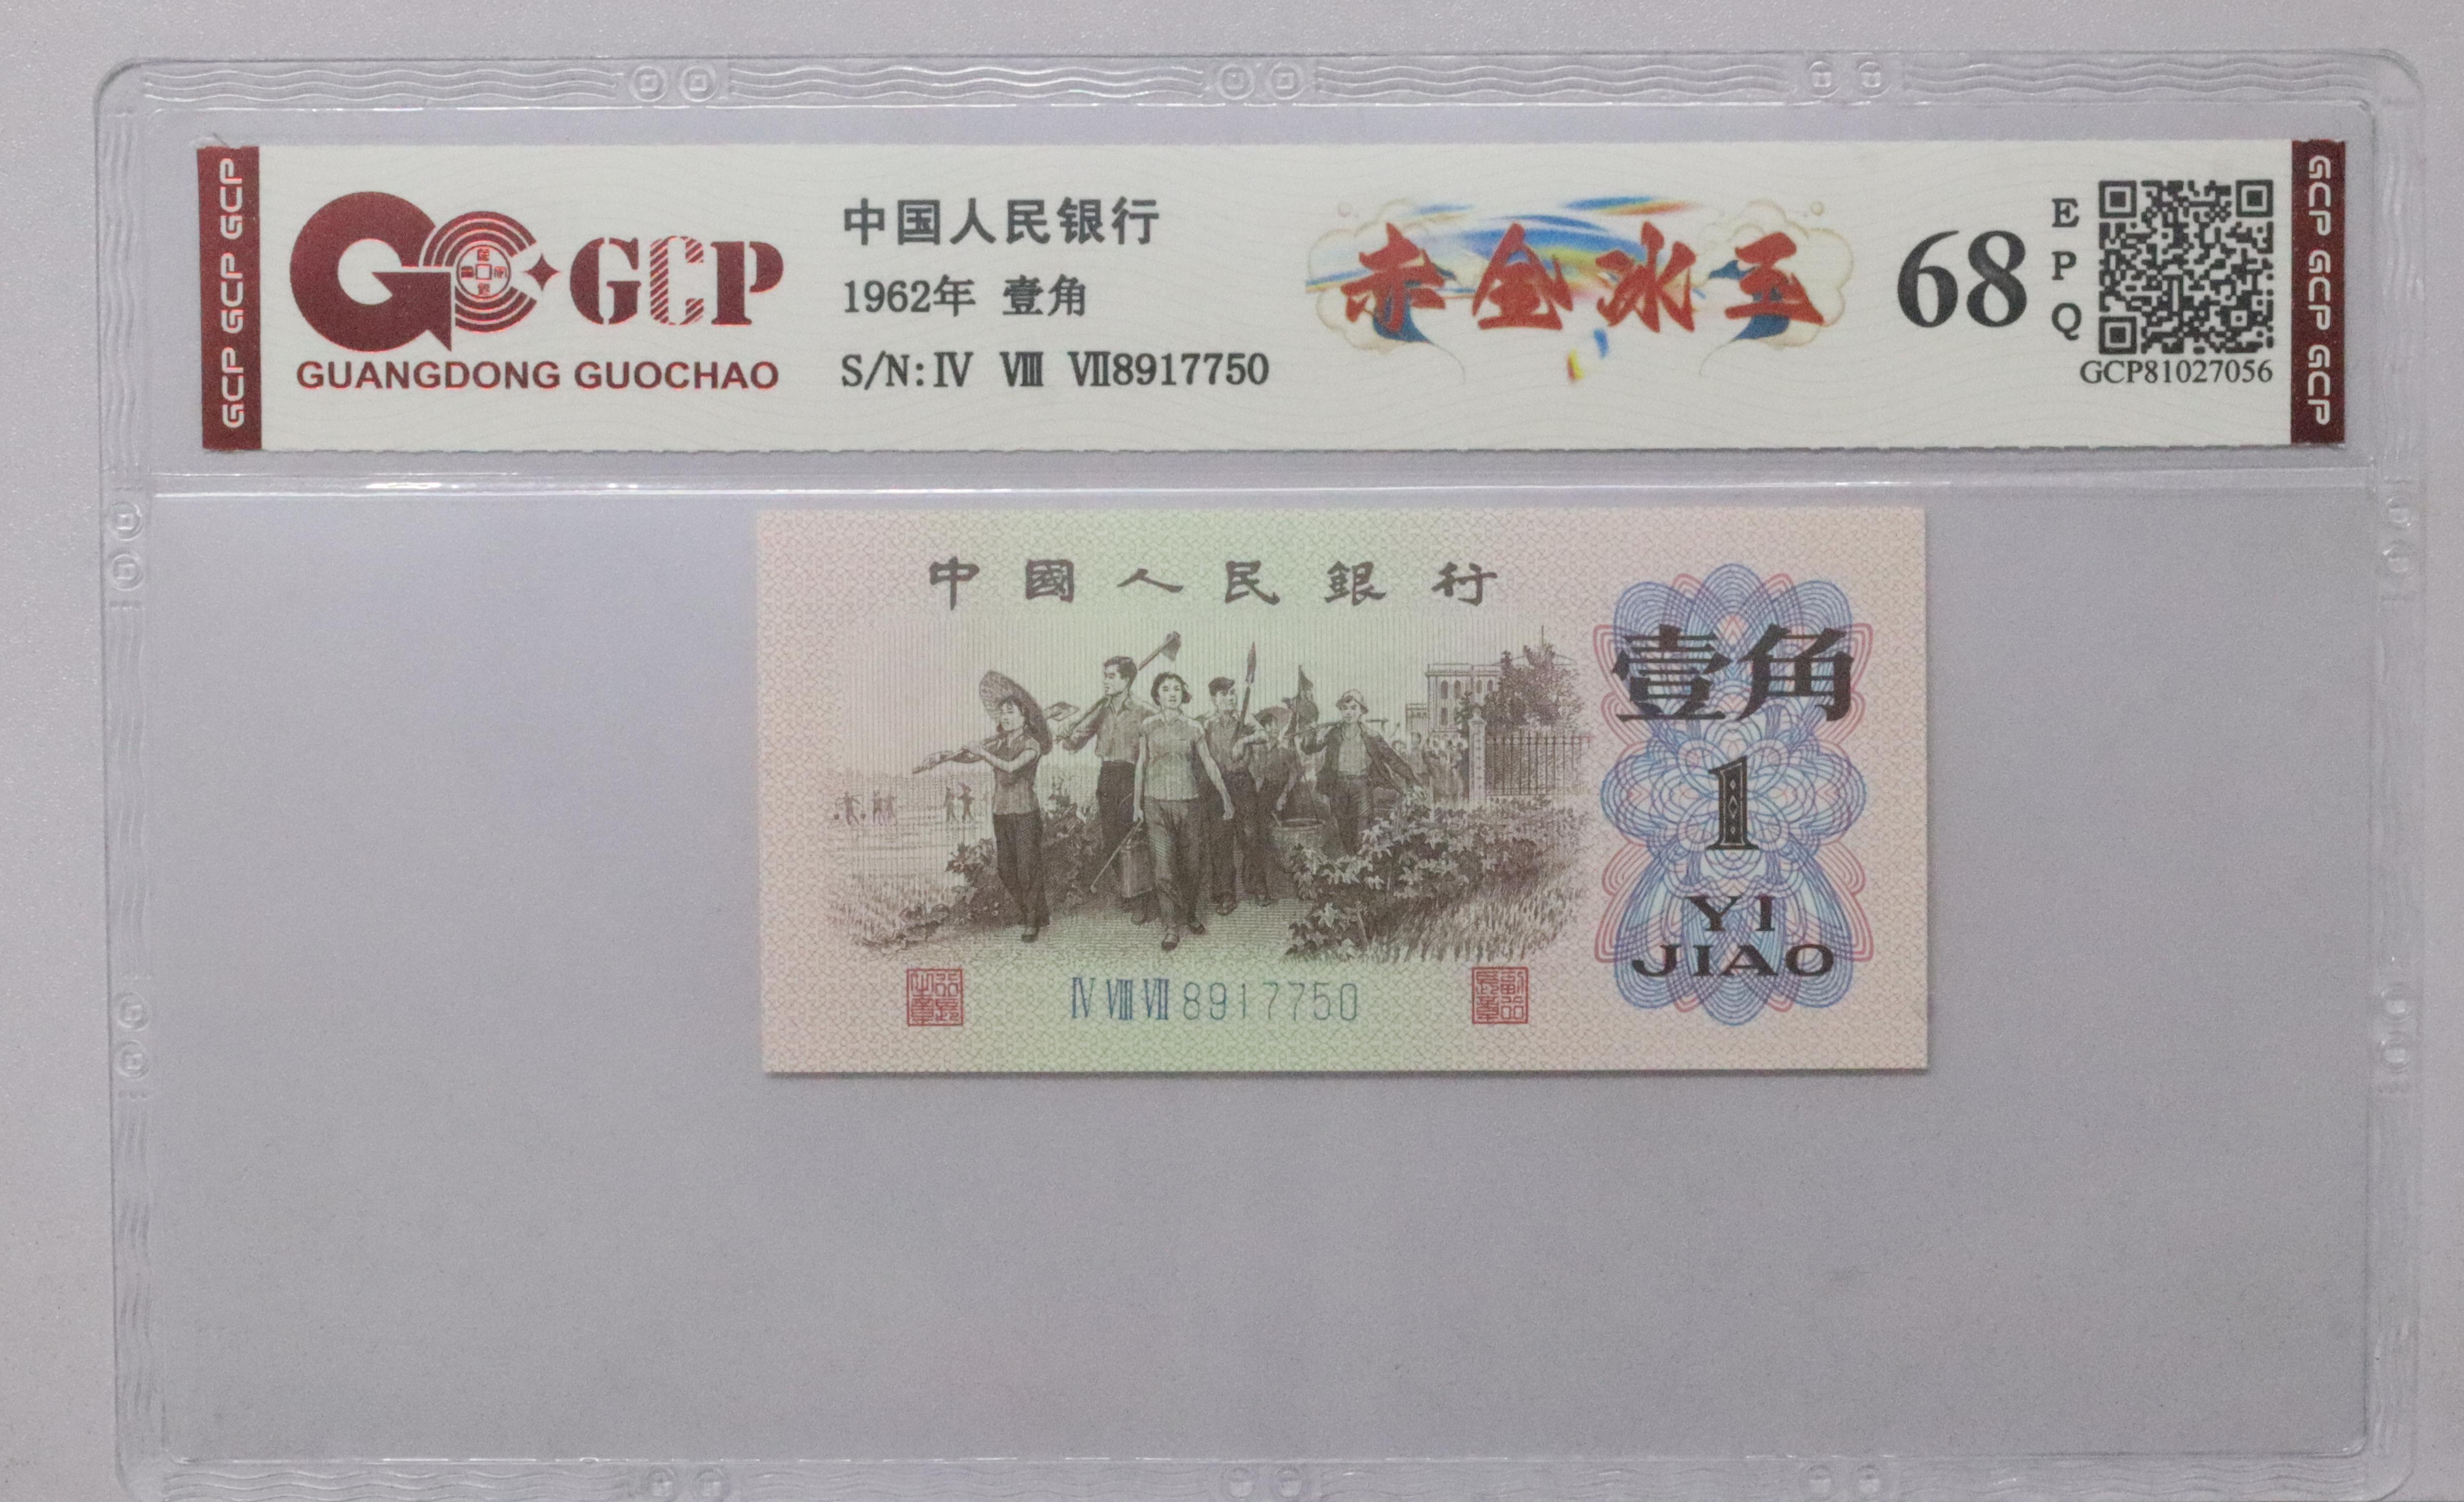 GCP GCP GCP
GCP
GUANGDONG GUOCHAO
中国人民银行
1962年 壹角
S/N:Ⅳ Ⅷ Ⅶ8917750
赤金冰玉
68
E
P
Q
GCP81027056
GCP GCP GCP
中國人民銀行
壹角
1
YI
JIAO
Ⅳ Ⅷ Ⅶ 8917750